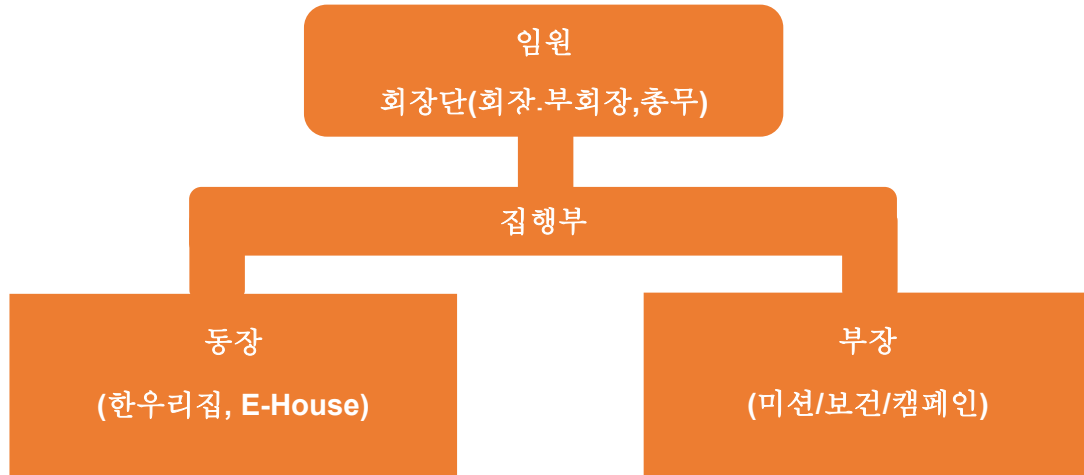 임원
회장단(회장.부회장,총무)
집행부
동장
(한우리집, E-House)
부장
(미션/보건/캠페인)